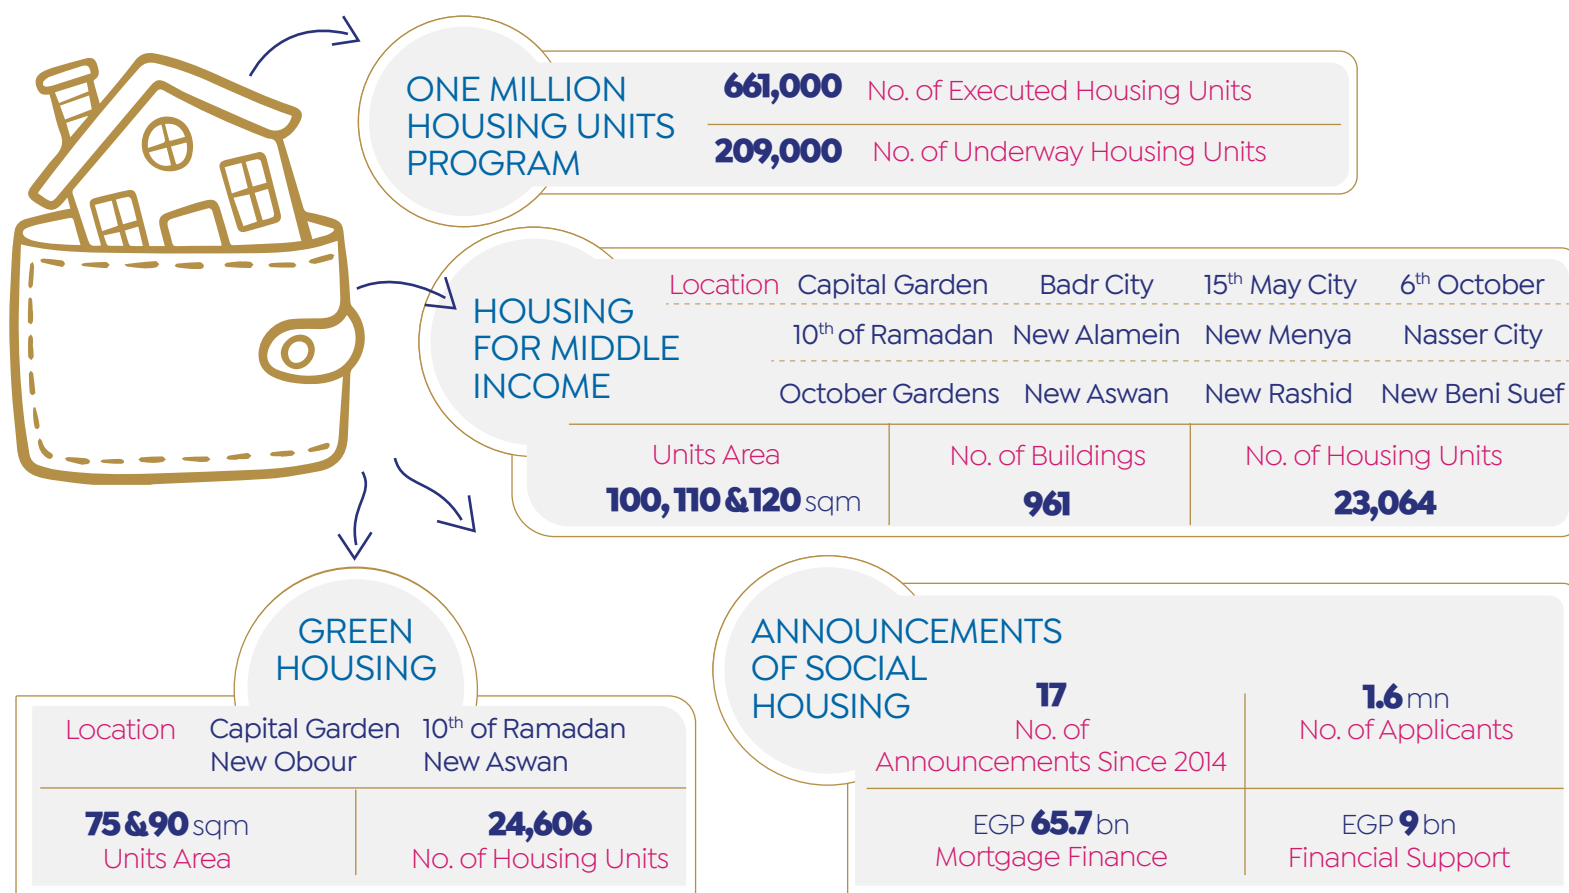 ONE MILLION
HOUSING UNITS
PROGRAM
661,000 No. of Executed Housing Units
209,000 No. of Underway Housing Units
HOUSING
FOR MIDDLE
INCOME
Location Capital Garden Badr City 15th May City 6th October
10th of Ramadan New Alamein New Menya Nasser City
October Gardens New Aswan New Rashid New Beni Suef
Units Area No. of Buildings No. of Housing Units
100, 110 & 120 sqm 961 23,064
GREEN
HOUSING
Location Capital Garden 10th of Ramadan
New Obour New Aswan
75 & 90 sqm 24,606
Units Area No. of Housing Units
ANNOUNCEMENTS
OF SOCIAL
HOUSING
17 1.6 mn
No. of No. of Applicants
Announcements Since 2014
EGP 65.7 bn EGP 9 bn
Mortgage Finance Financial Support